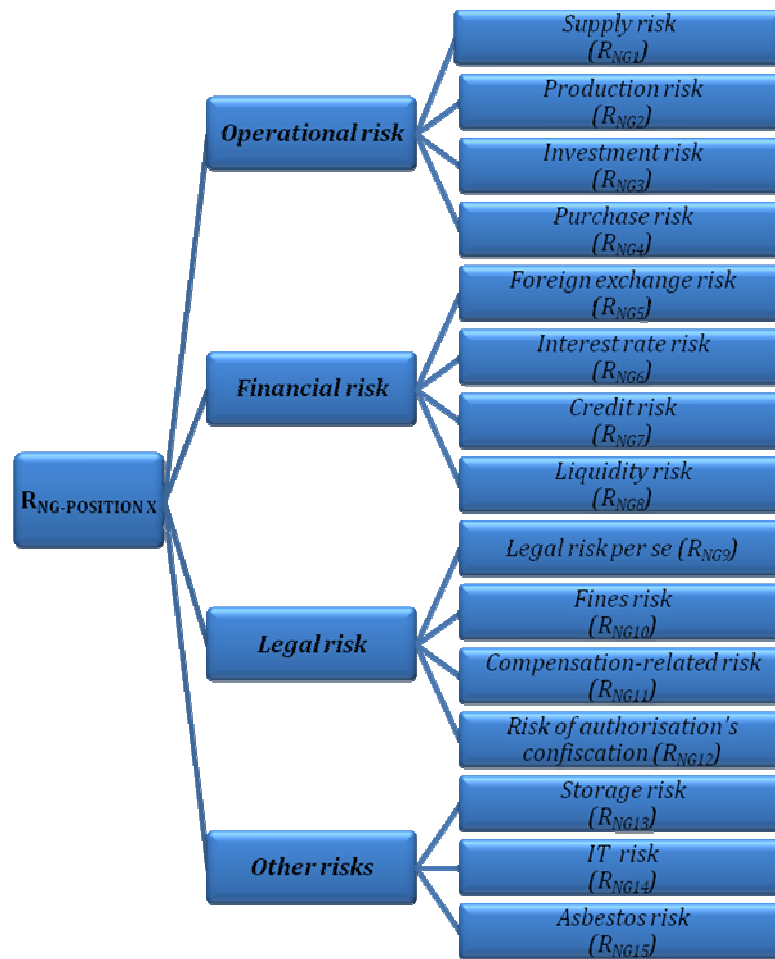 Supply risk
(RNG1)
Production risk
(RNG2)
Operational risk
Investment risk
(RNG3)
Purchase risk
(RNG4)
Foreign exchange risk
(RNG5)
Interest rate risk
(RNG6)
Financial risk
Credit risk
(RNG7)
Liquidity risk
(RNG8)
RNG-POSITION X
Legal risk per se (RNG9)
Fines risk
(RNG10)
Legal risk
Compensation-related risk
(RNG11)
Risk of authorisation's
confiscation (RNG12)
Storage risk
(RNG13)
Other risks
IT risk
(RNG14)
Asbestos risk
(RNG15)